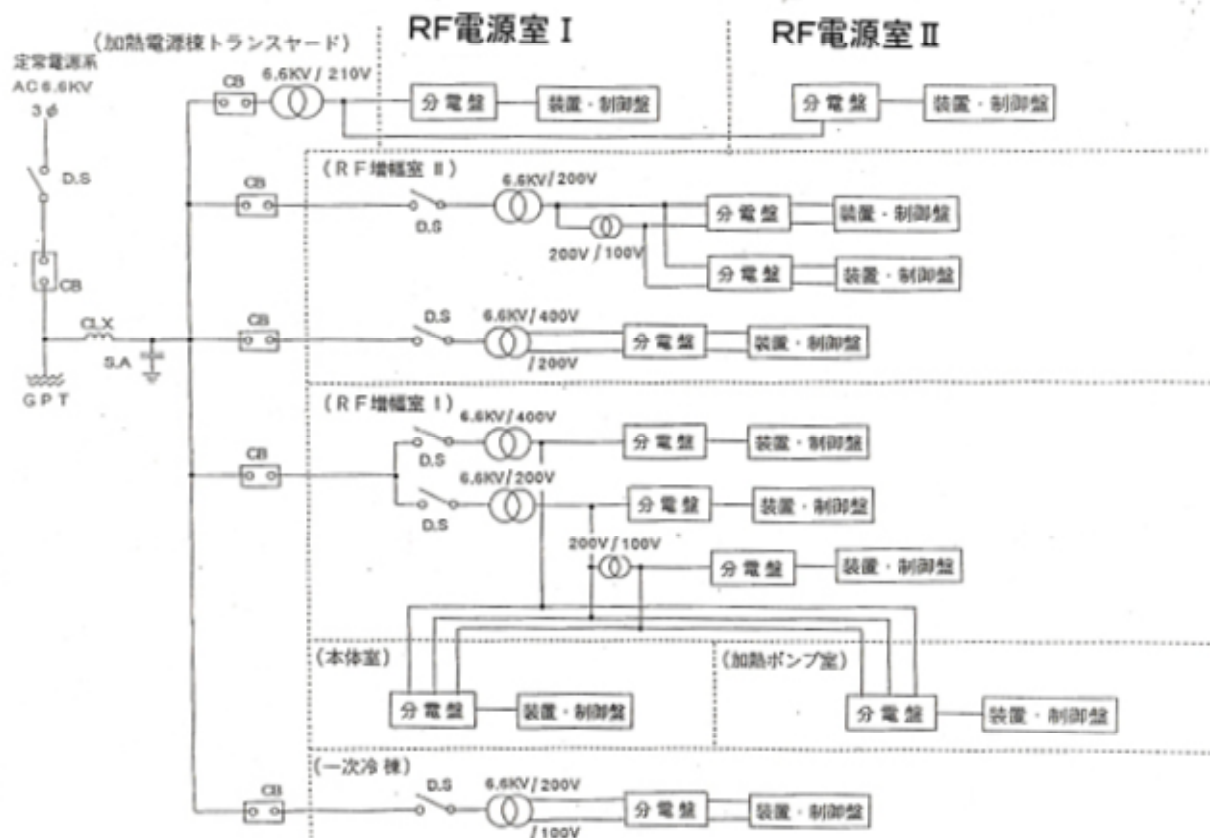 RF電源室 I
RF電源室 II
(加熱電源棟トランスヤード)
定常電源系
AC 6.6KV
3φ
CB
6.6KV/210V
分電盤
装置・制御盤
分電盤
装置・制御盤
D.S
CB
(RF増幅室 II)
CB
D.S
6.6KV/200V
200V/100V
分電盤
装置・制御盤
分電盤
装置・制御盤
CLX
S.A
GPT
CB
D.S
6.6KV/400V
/200V
分電盤
装置・制御盤
(RF増幅室 I)
CB
D.S
6.6KV/400V
分電盤
装置・制御盤
D.S
6.6KV/200V
分電盤
装置・制御盤
200V/100V
分電盤
装置・制御盤
(本体室)
分電盤
装置・制御盤
(加熱ポンプ室)
分電盤
装置・制御盤
(一次冷棟)
CB
D.S
6.6KV/200V
/100V
分電盤
装置・制御盤